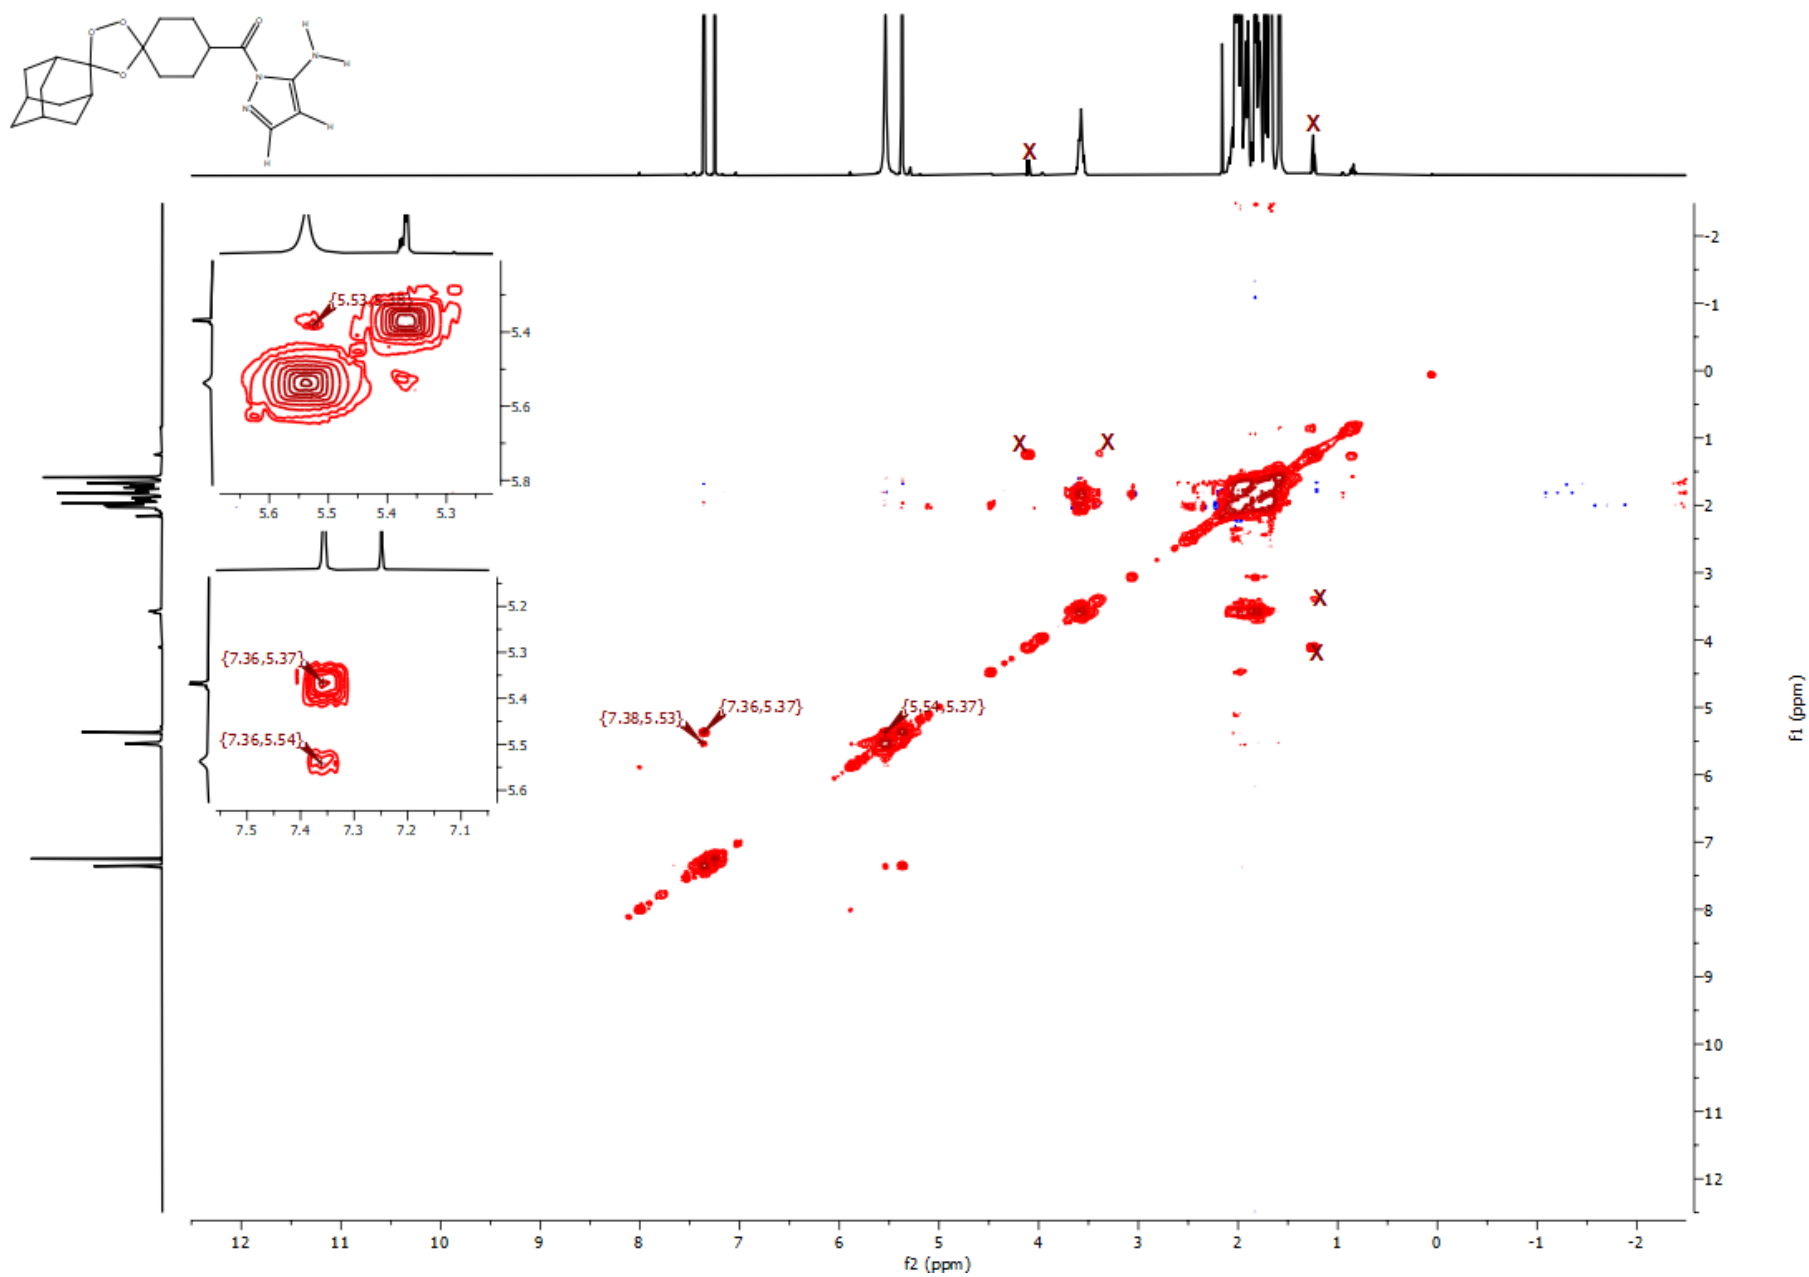 O O
O H
O N H
N
N H
H
X X
{5.53,5.38}
5.4
5.6
5.8
5.6 5.5 5.4 5.3
{7.36,5.37}
{7.36,5.54}
5.2
5.3
5.4
5.5
5.6
7.5 7.4 7.3 7.2 7.1
X X
X
X
{7.38,5.53} {7.36,5.37} {5.54,5.37}
-2
-1
0
1
2
3
4
5
6
7
8
9
10
11
12
f1 (ppm)
12 11 10 9 8 7 6 5 4 3 2 1 0 -1 -2
f2 (ppm)